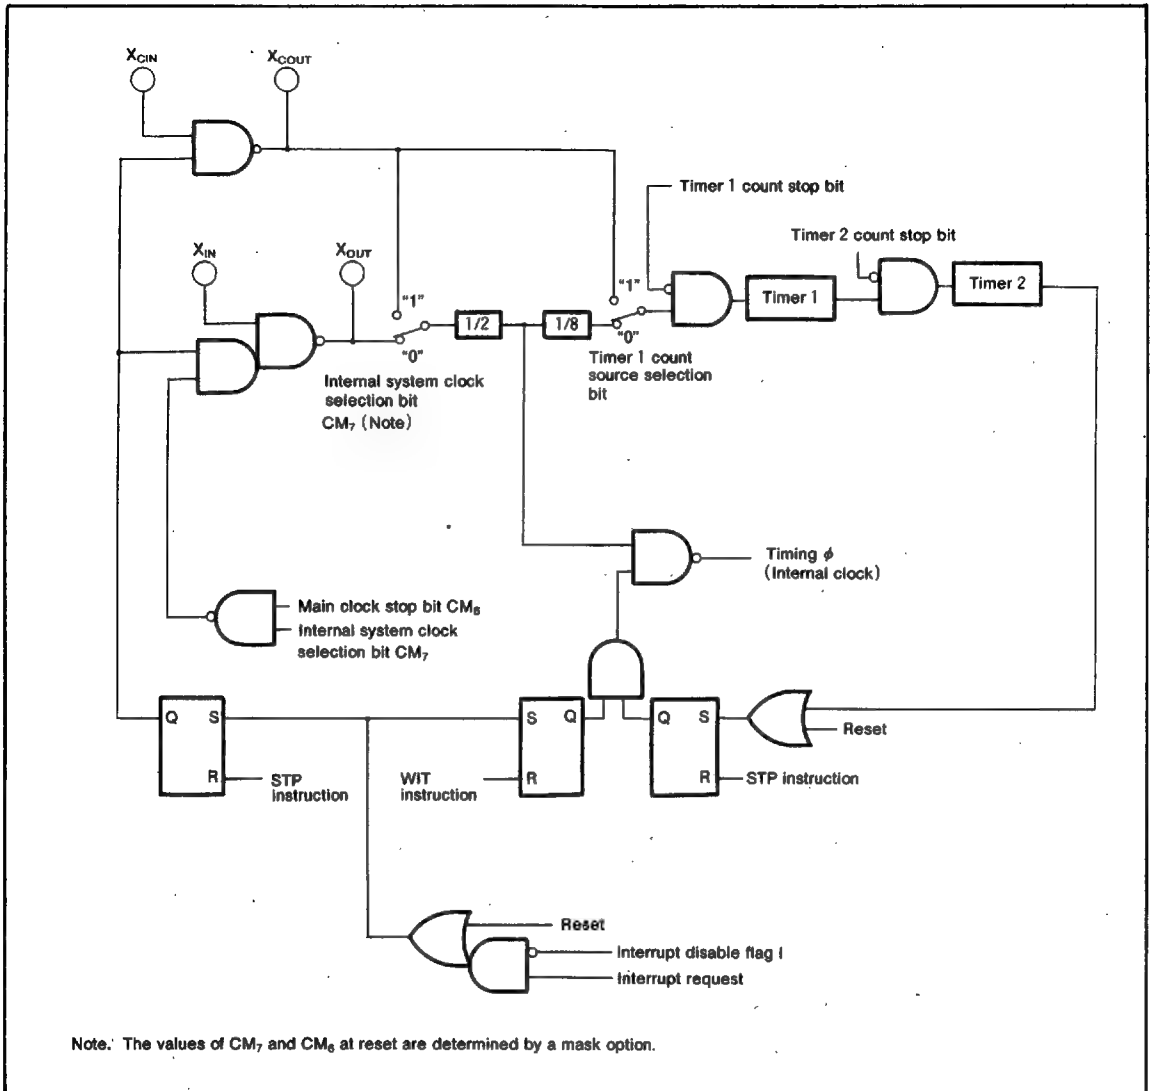 X_CIN
X_COUT
Timer 1 count stop bit
Timer 2 count stop bit
X_IN
X_OUT
"1"
"1"
Timer 1
Timer 2
1/2
1/8
"0"
"0"
Internal system clock
selection bit
CM₇ (Note)
Timer 1 count
source selection
bit
Timing ϕ
(Internal clock)
Main clock stop bit CM₆
Internal system clock
selection bit CM₇
Q S
S Q
Q S
Reset
R
STP
instruction
WIT
instruction
R
R
STP instruction
Reset
Interrupt disable flag I
Interrupt request
Note. The values of CM₇ and CM₆ at reset are determined by a mask option.